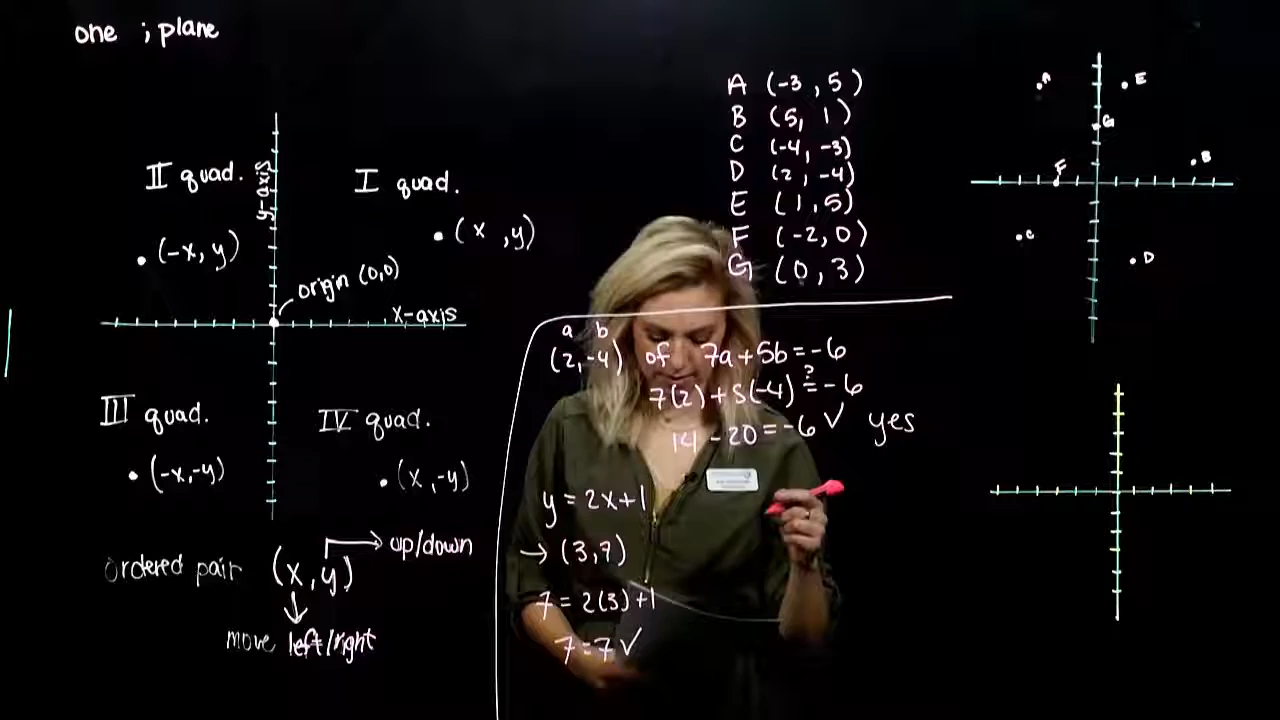 one ; plane
II quad.
y-axis
I quad.
(-x, y)
(x, y)
origin (0,0)
x-axis
III quad.
IV quad.
(-x,-y)
(x,-y)
ordered pair (x,y) → up/down
move left/right
A (-3, 5)
B (5, 1)
C (-4, -3)
D (2, -4)
E (1,5)
F (-2,0)
G (0,3)
a b
(2,-4) of 7a+5b=-6
7(2)+5(-4) ?= -6
14 - 20 = -6 ✓ yes
y = 2x+1
→ (3,7)
7 = 2(3)+1
7 = 7 ✓
A
E
G
B
F
C
D